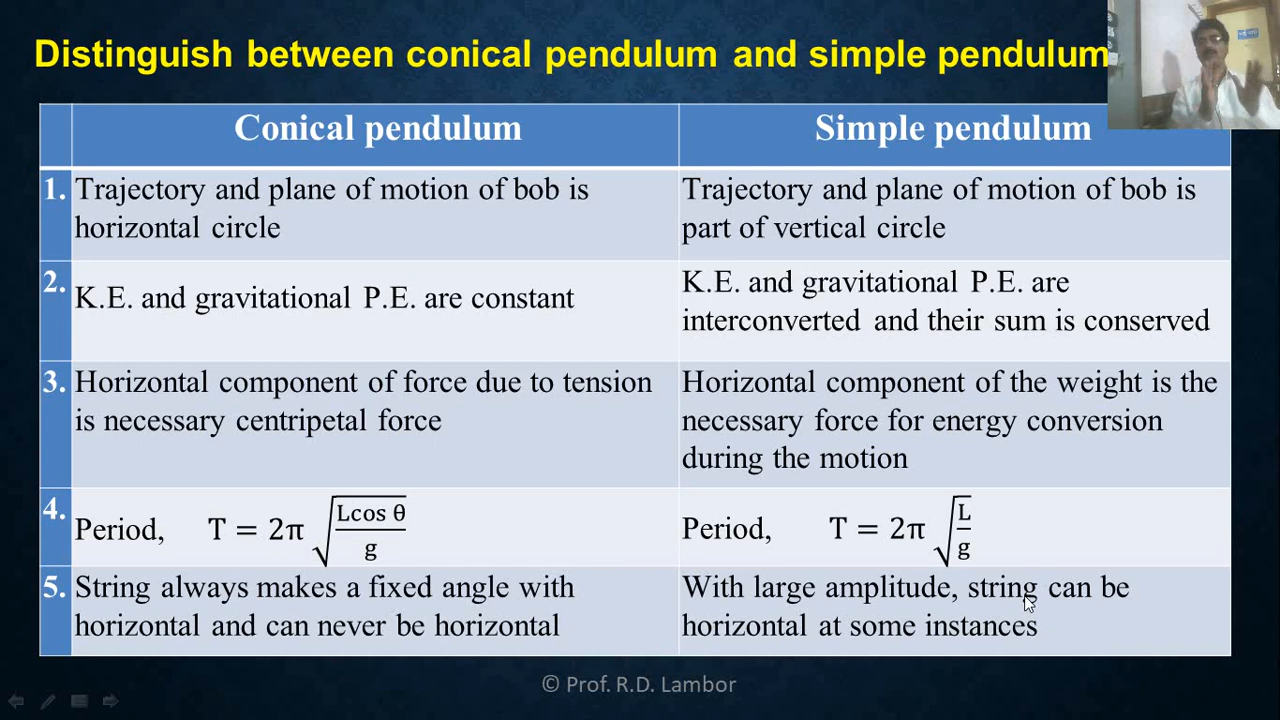 Distinguish between conical pendulum and simple pendulum
Conical pendulum
Simple pendulum
1.
Trajectory and plane of motion of bob is
horizontal circle
Trajectory and plane of motion of bob is
part of vertical circle
2.
K.E. and gravitational P.E. are constant
K.E. and gravitational P.E. are
interconverted and their sum is conserved
3.
Horizontal component of force due to tension
is necessary centripetal force
Horizontal component of the weight is the
necessary force for energy conversion
during the motion
4.
Period, T = 2π √(Lcos θ/g)
Period, T = 2π √(L/g)
5.
String always makes a fixed angle with
horizontal and can never be horizontal
With large amplitude, string can be
horizontal at some instances
© Prof. R.D. Lambor